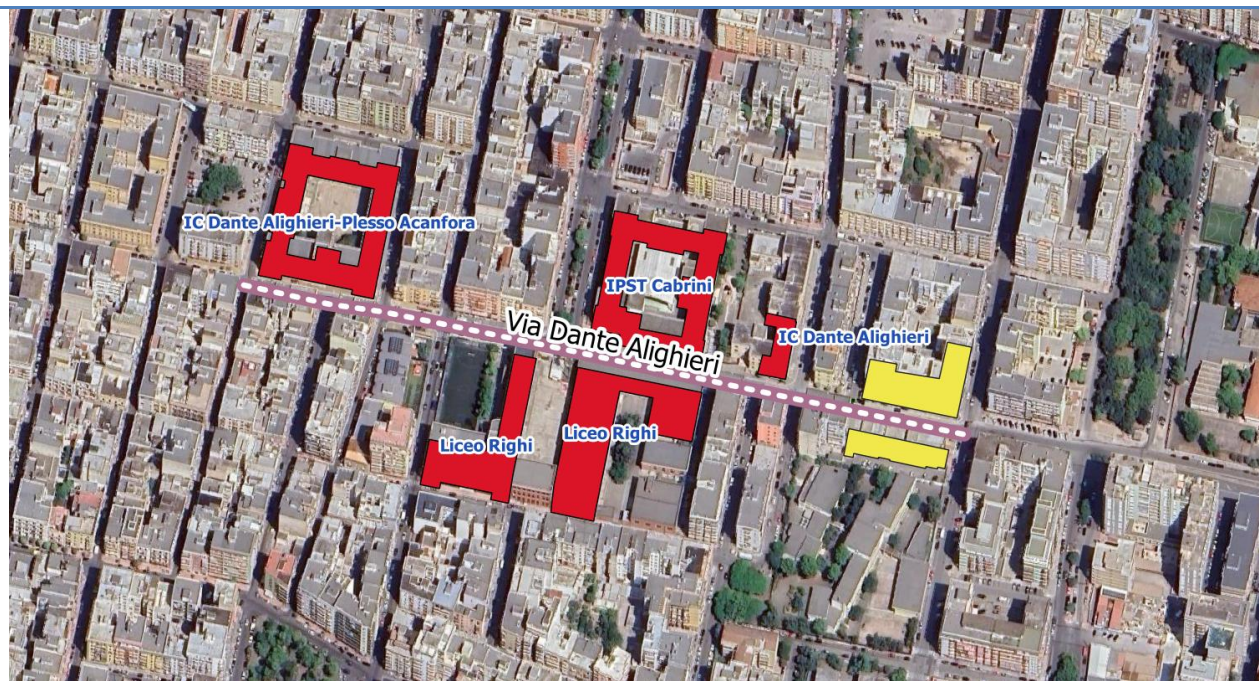 IC Dante Alighieri-Plesso Acanfora
IPST Cabrini
Via Dante Alighieri
IC Dante Alighieri
Liceo Righi
Liceo Righi